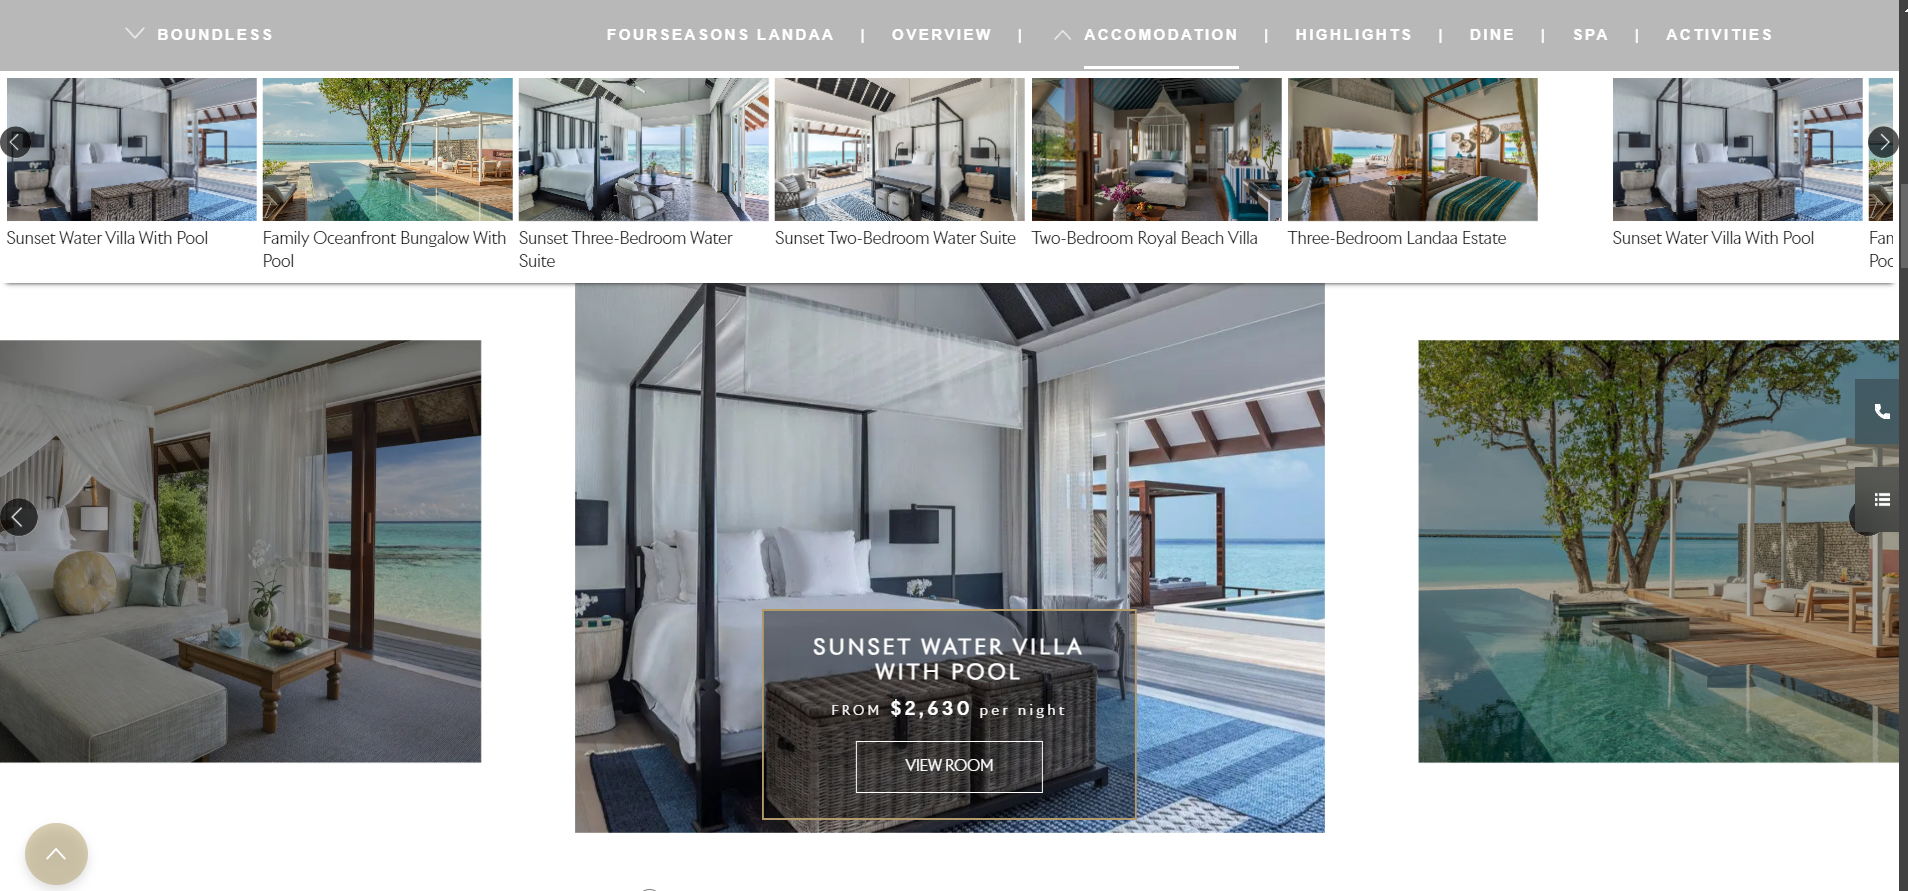 BOUNDLESS
FOURSEASONS LANDAA | OVERVIEW | ACCOMODATION | HIGHLIGHTS | DINE | SPA | ACTIVITIES
Sunset Water Villa With Pool
Family Oceanfront Bungalow With
Pool
Sunset Three-Bedroom Water
Suite
Sunset Two-Bedroom Water Suite
Two-Bedroom Royal Beach Villa
Three-Bedroom Landaa Estate
Sunset Water Villa With Pool
SUNSET WATER VILLA
WITH POOL
FROM $2,630 per night
VIEW ROOM